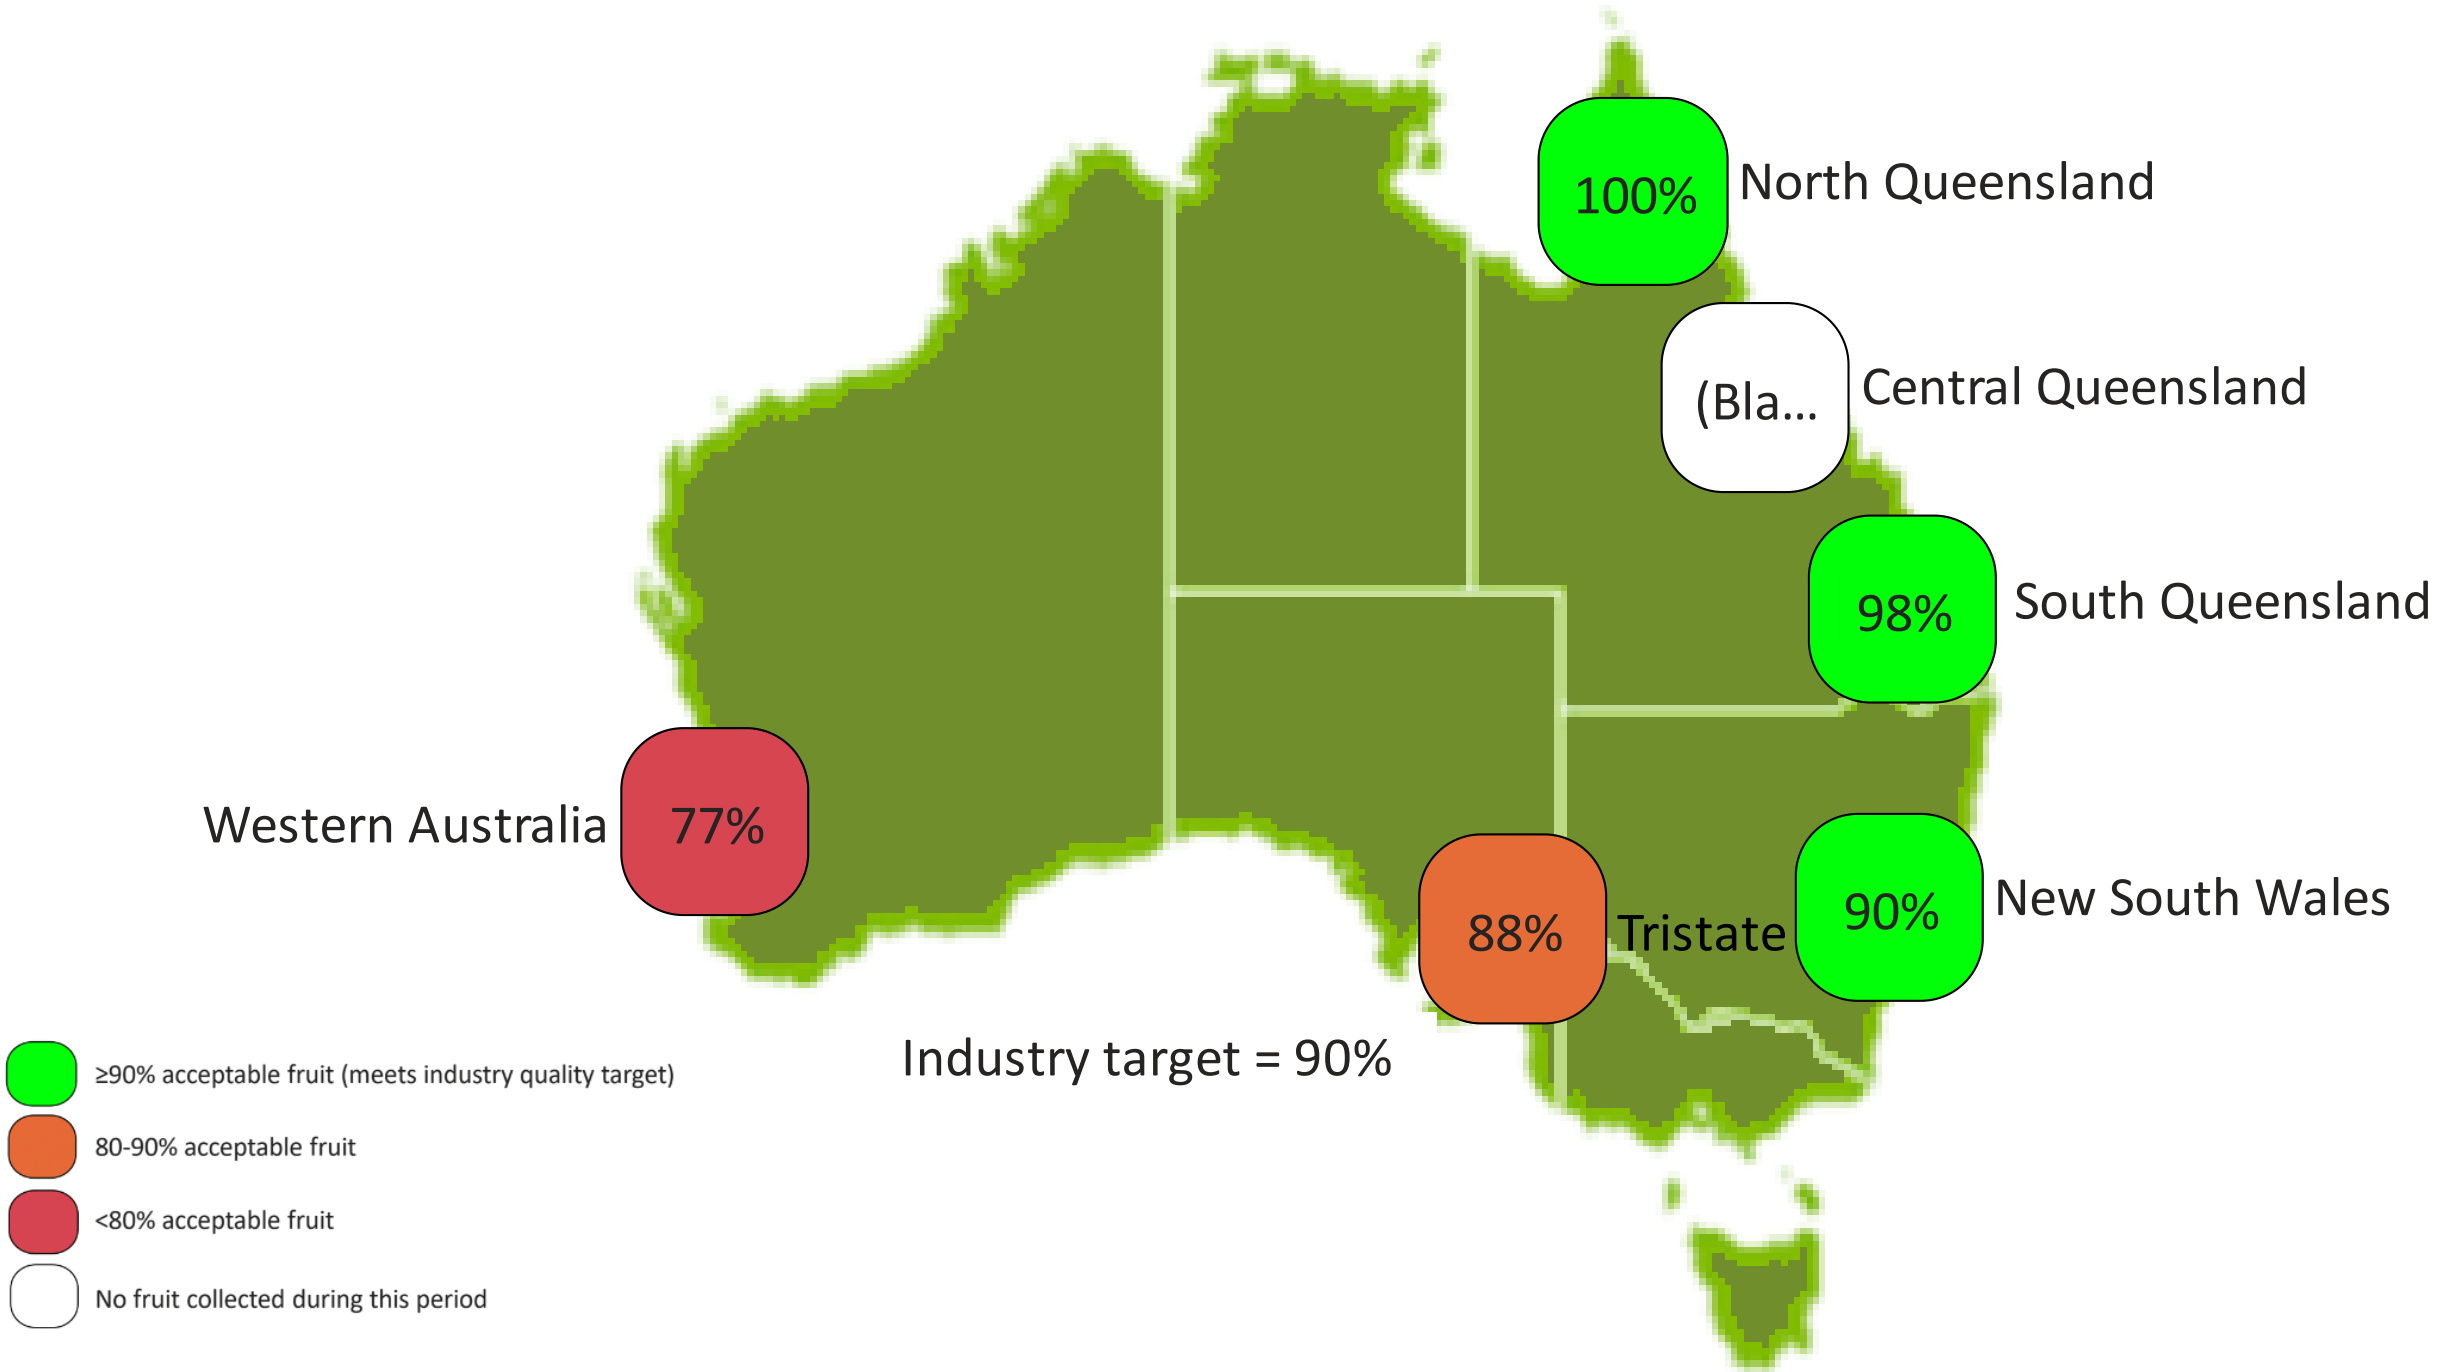 100%
North Queensland
(Bla...
Central Queensland
98%
South Queensland
Western Australia
77%
90%
New South Wales
88%
Tristate
Industry target = 90%
≥90% acceptable fruit (meets industry quality target)
80-90% acceptable fruit
<80% acceptable fruit
No fruit collected during this period